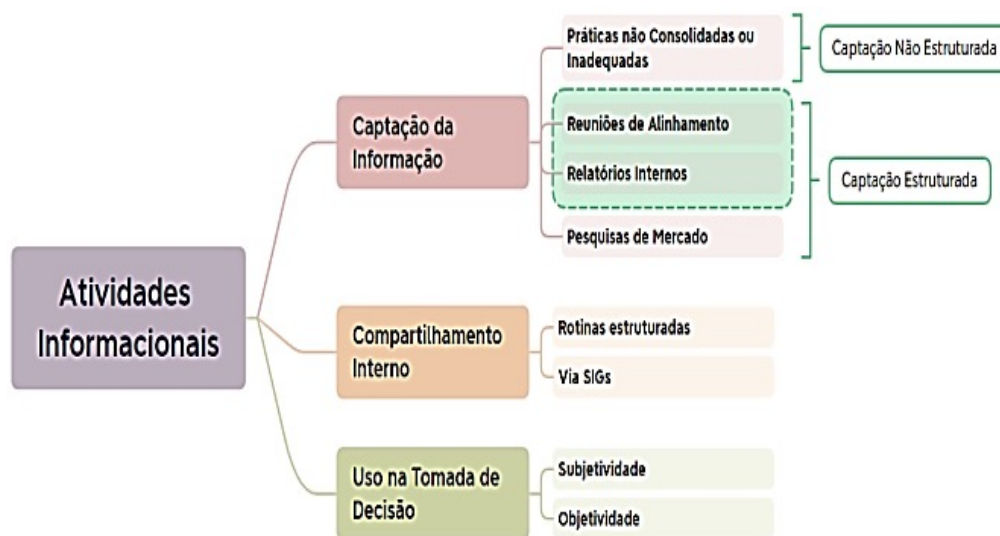 Atividades
Informacionais
Captação da
Informação
Práticas não Consolidadas ou
Inadequadas
Captação Não Estruturada
Reuniões de Alinhamento
Relatórios Internos
Pesquisas de Mercado
Captação Estruturada
Compartilhamento
Interno
Rotinas estruturadas
Via SIGs
Uso na Tomada de
Decisão
Subjetividade
Objetividade